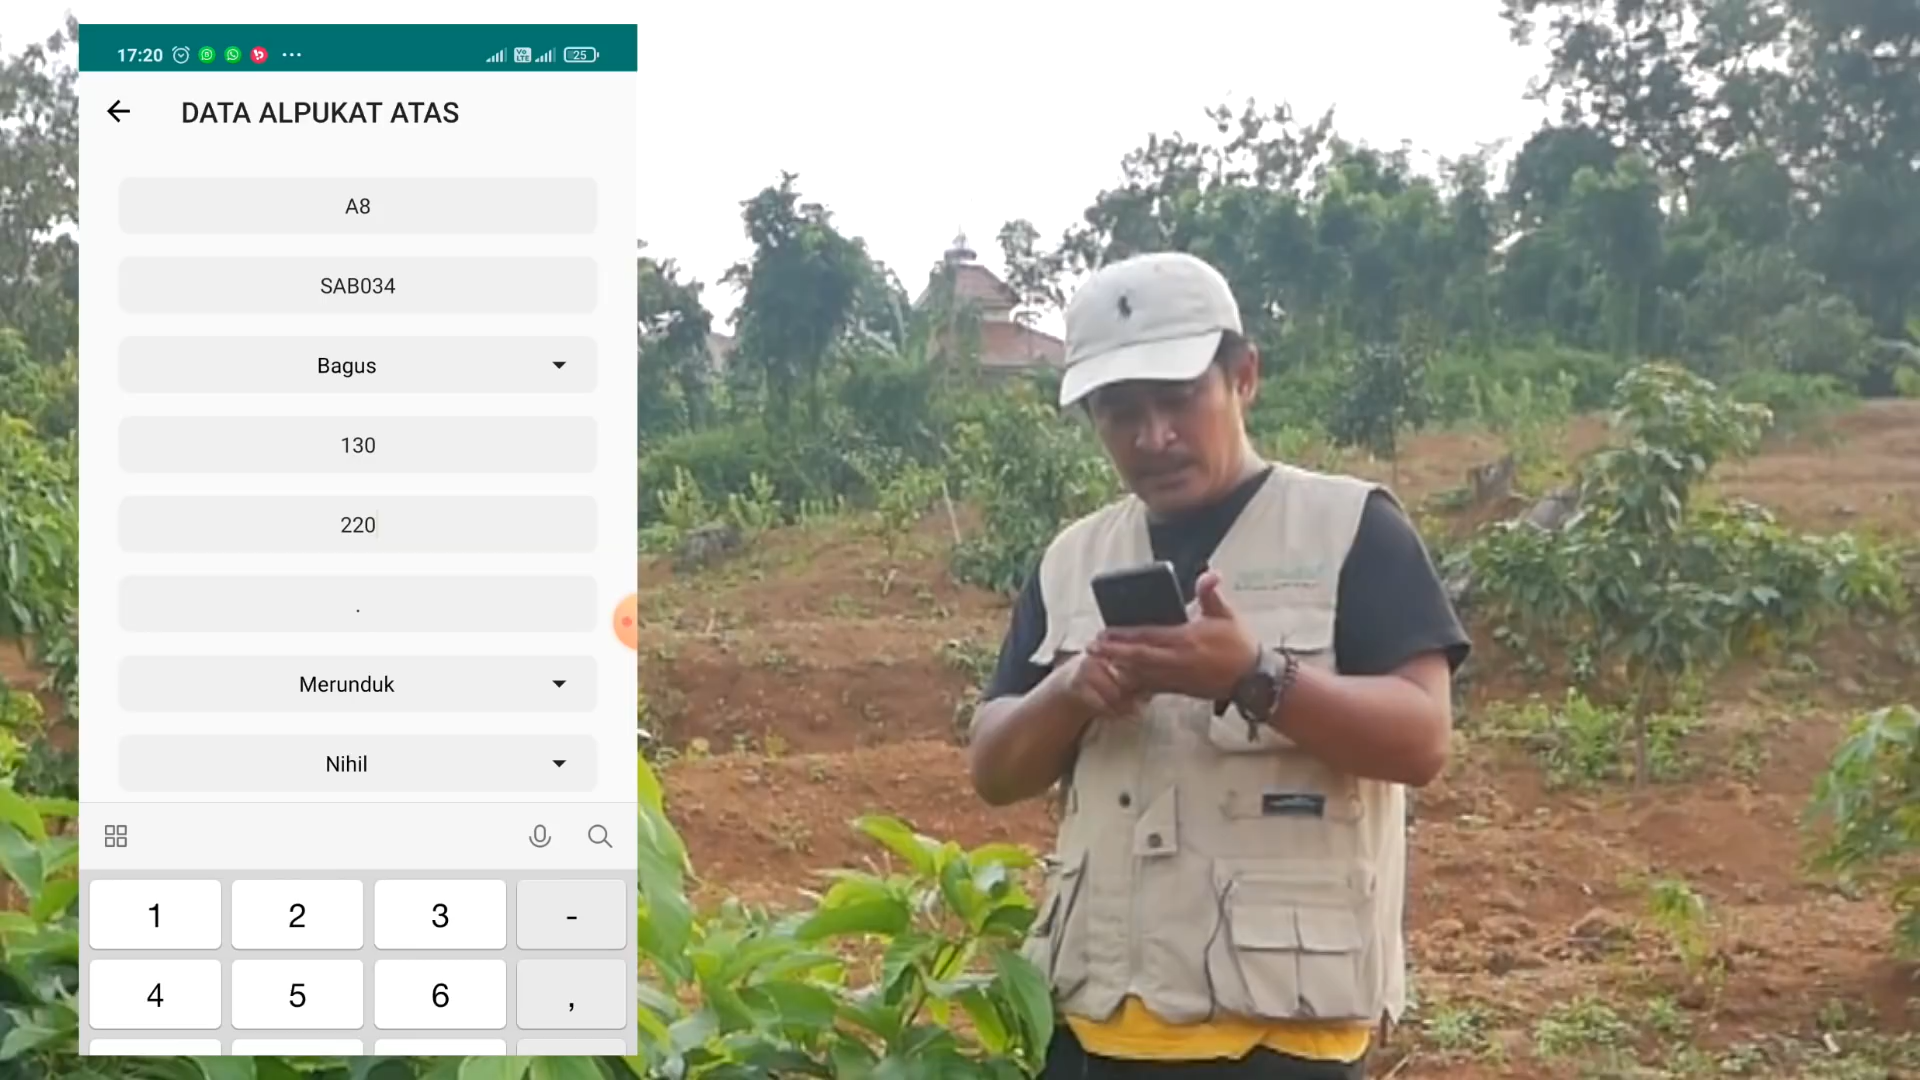 17:20
25
DATA ALPUKAT ATAS
A8
SAB034
Bagus
130
220
.
Merunduk
Nihil
1 2 3 -
4 5 6 ,